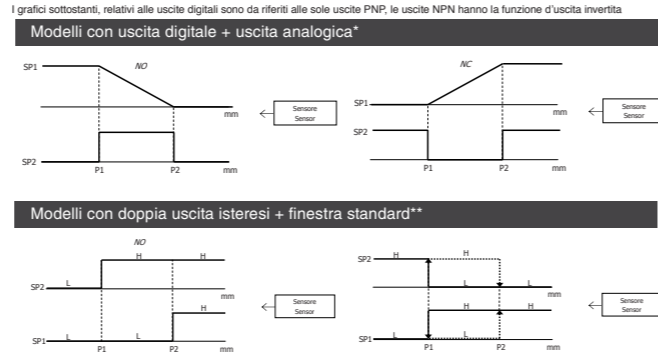 I grafici sottostanti, relativi alle uscite digitali sono da riferiti alle sole uscite PNP, le uscite NPN hanno la funzione d'uscita invertita
Modelli con uscita digitale + uscita analogica*
SP1
NO
mm
SP2
P1
P2
mm
Sensore
Sensor
NC
SP1
mm
SP2
P1
P2
mm
Sensore
Sensor
Modelli con doppia uscita isteresi + finestra standard**
NO
H
H
SP2
L
mm
H
SP1
L
L
P1
P2
mm
Sensore
Sensor
SP2
H
H
L
L
mm
H
H
SP1
L
L
P1
P2
mm
Sensore
Sensor